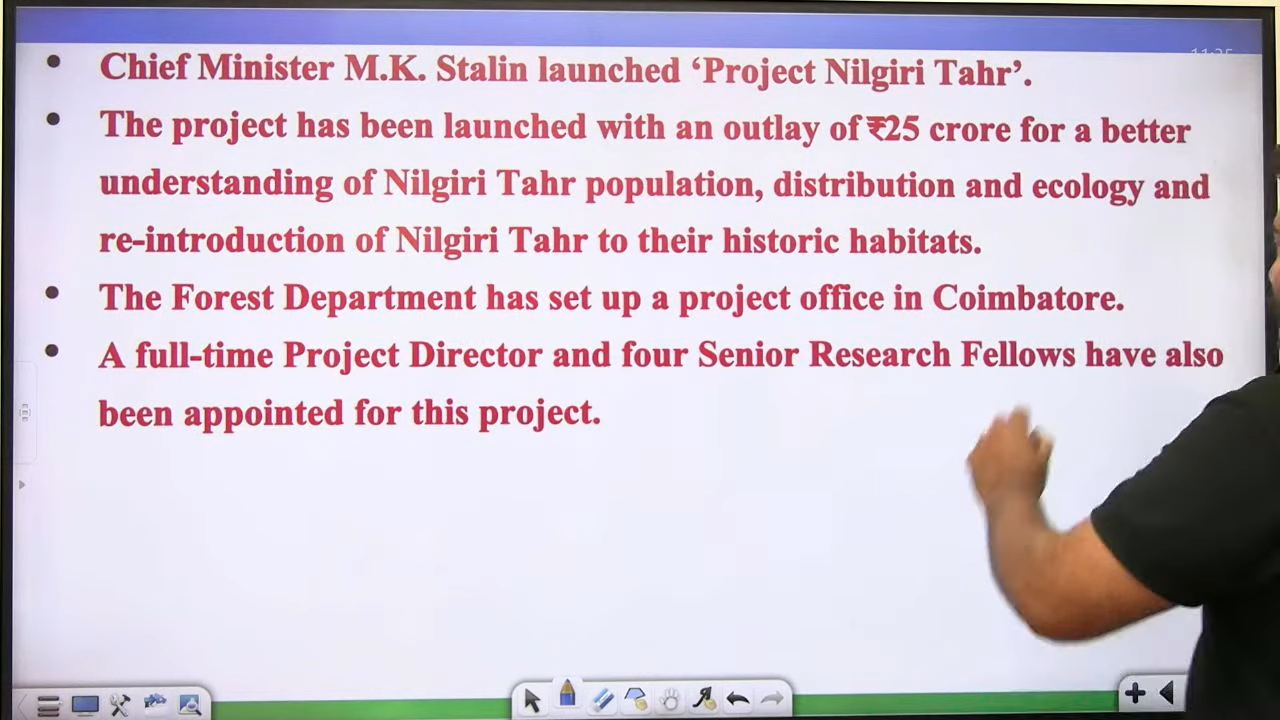 • Chief Minister M.K. Stalin launched ‘Project Nilgiri Tahr’.
• The project has been launched with an outlay of ₹25 crore for a better
understanding of Nilgiri Tahr population, distribution and ecology and
re-introduction of Nilgiri Tahr to their historic habitats.
• The Forest Department has set up a project office in Coimbatore.
• A full-time Project Director and four Senior Research Fellows have also
been appointed for this project.